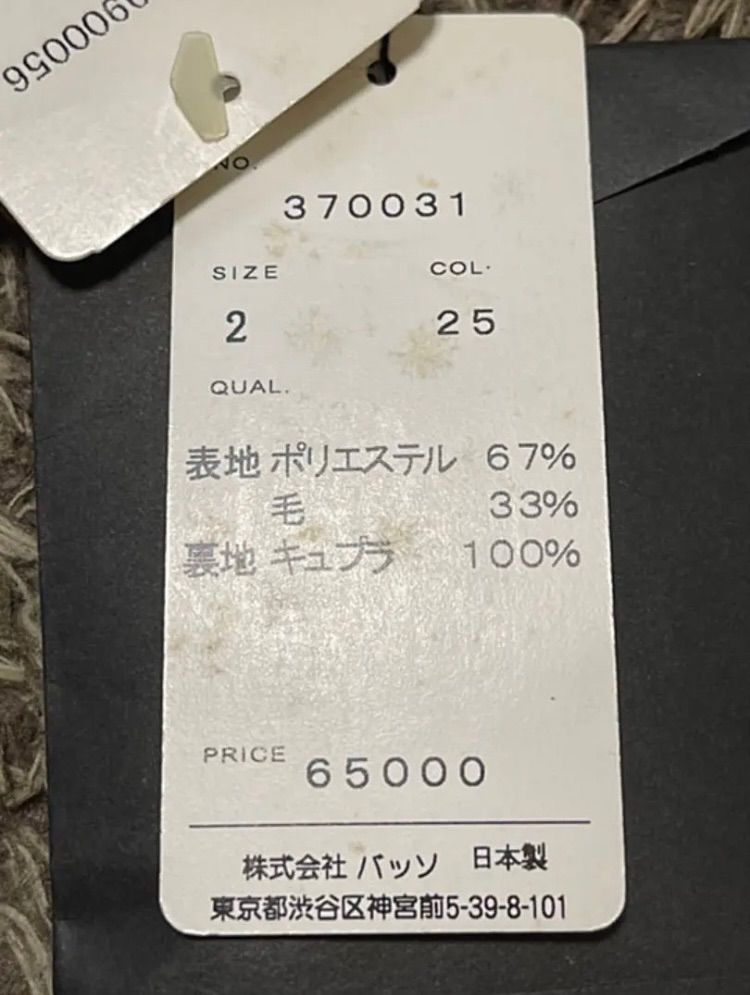 900056
NO.
370031
SIZE COL.
2 25
QUAL.
表地 ポリエステル 67%
毛 33%
裏地 キュプラ 100%
PRICE 65000
株式会社 バッソ 日本製
東京都渋谷区神宮前5-39-8-101